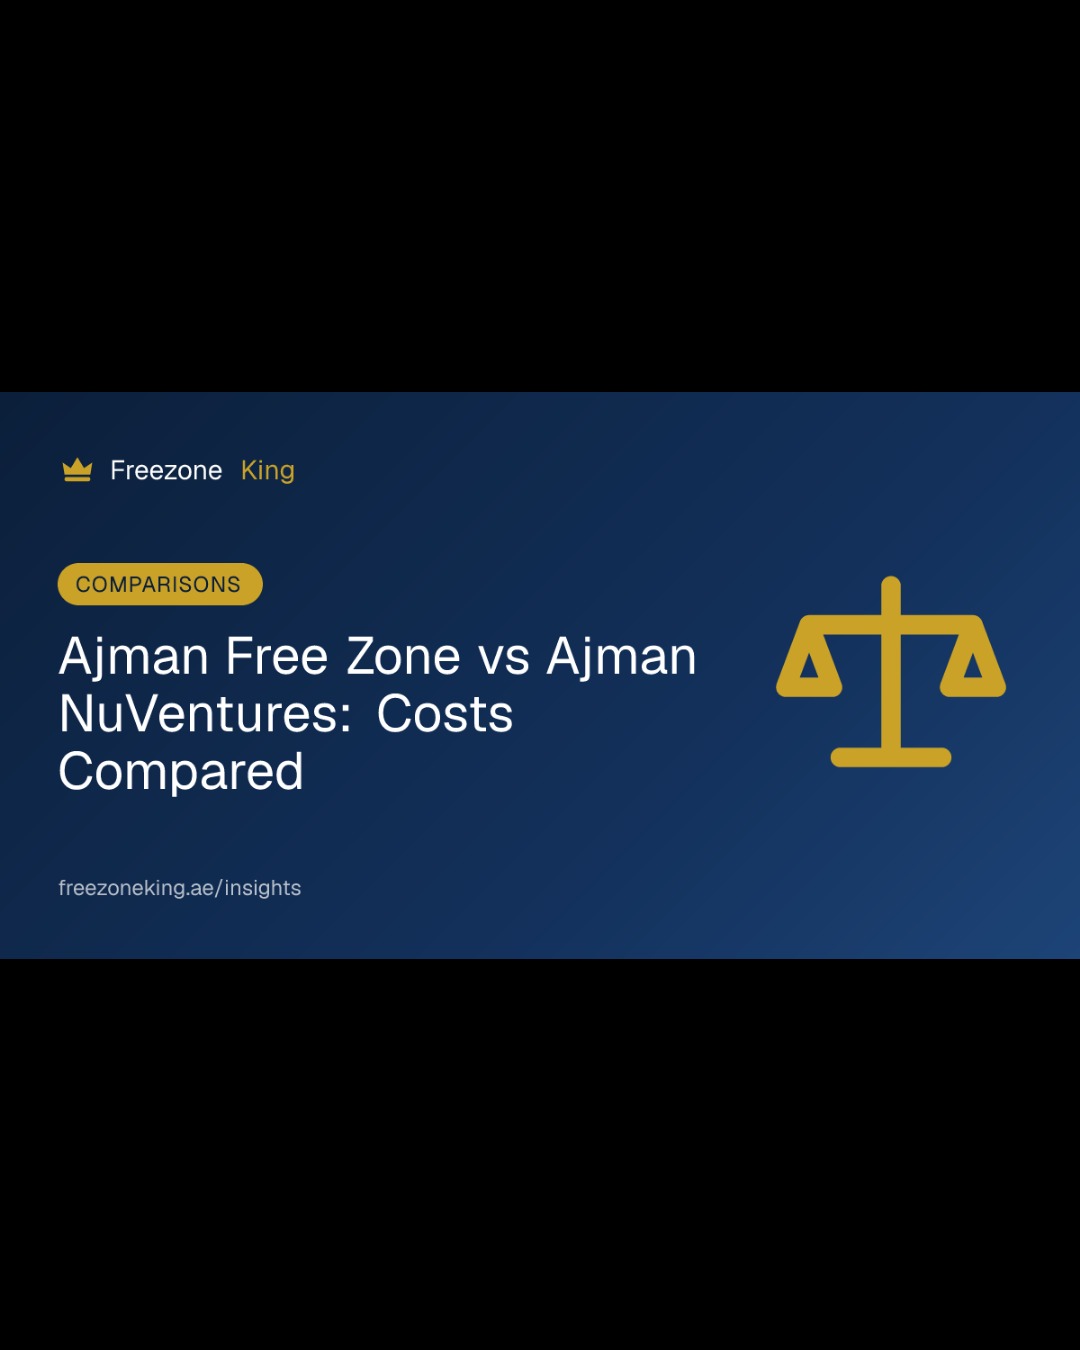 Freezone King
COMPARISONS
Ajman Free Zone vs Ajman
NuVentures: Costs
Compared
freezoneking.ae/insights